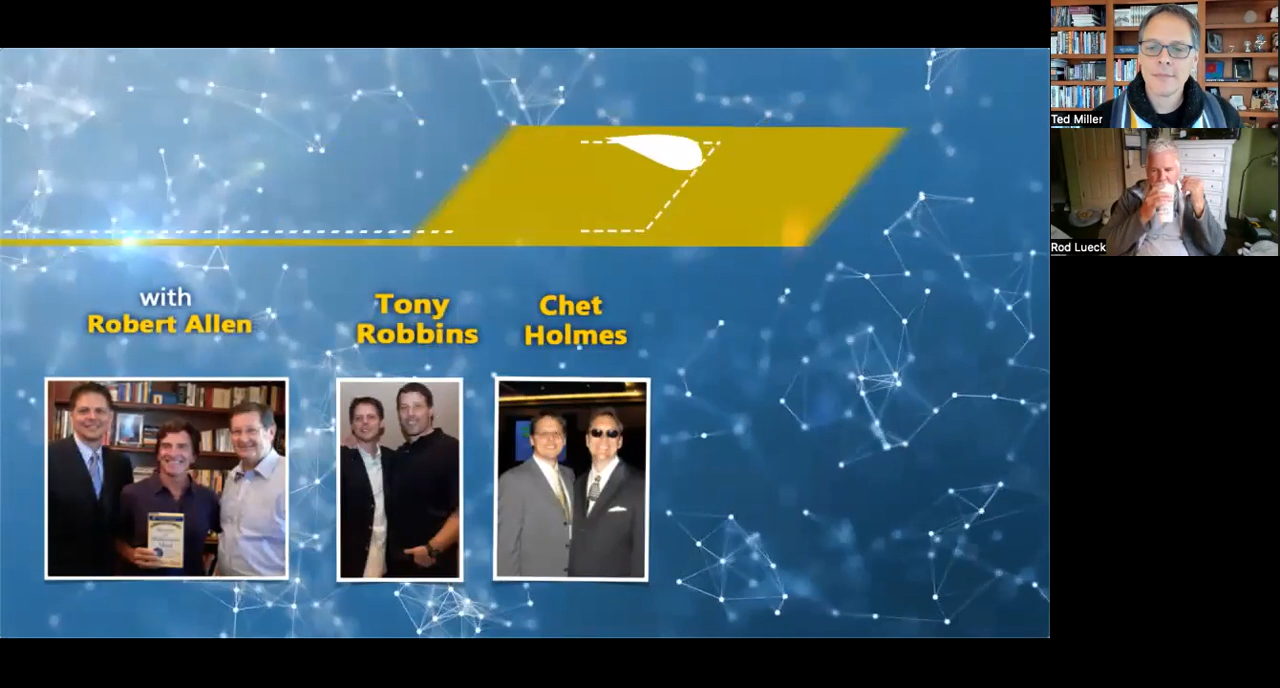 with
Robert Allen
Tony
Robbins
Chet
Holmes
Ted Miller
Rod Lueck